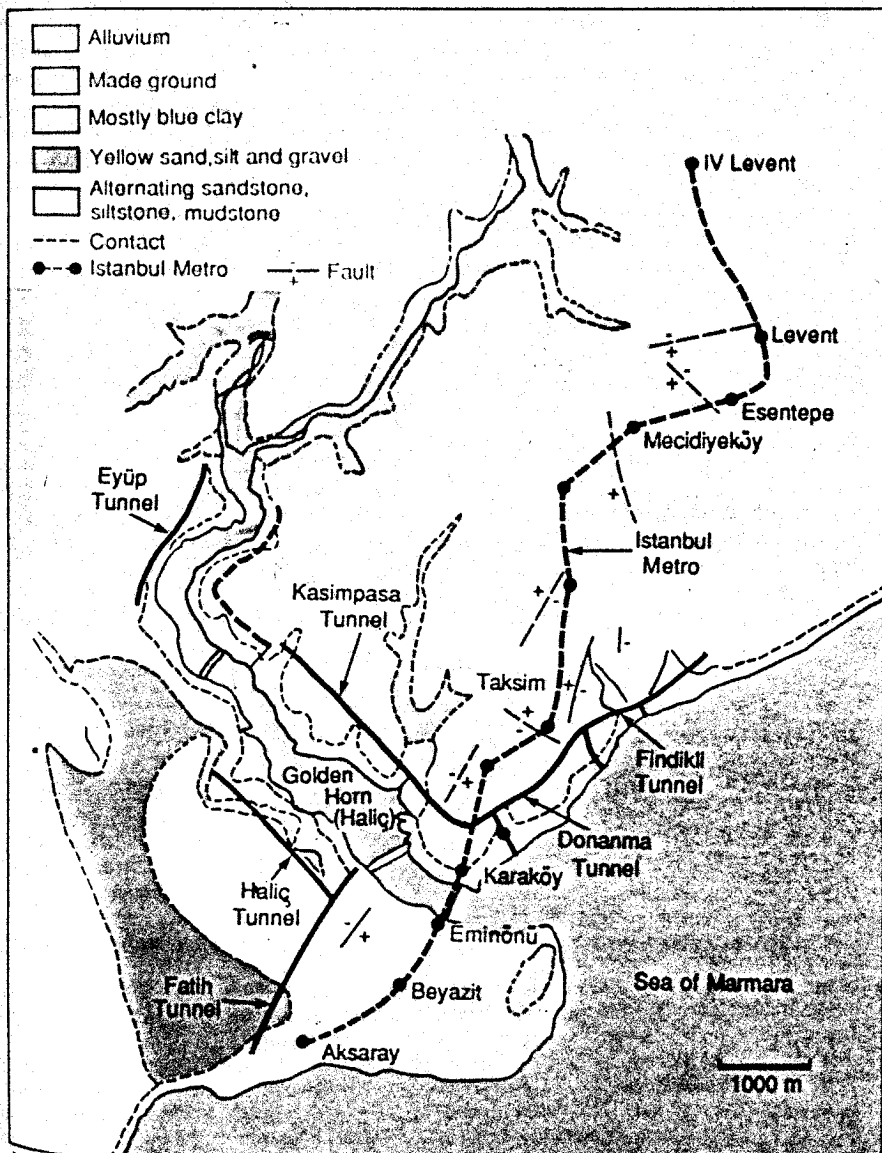 Alluvium
Made ground
Mostly blue clay
Yellow sand,silt and gravel
Alternating sandstone,
siltstone, mudstone
Contact
Istanbul Metro
- + Fault
IV Levent
- +
Levent
- +
Esentepe
Mecidiyeköy
+
Eyüp
Tunnel
Istanbul
Metro
Kasimpasa
Tunnel
+ -
-
Taksim
+ -
+ -
Findikli
Tunnel
Golden
Horn
(Haliç)
- +
Donanma
Tunnel
Karaköy
Haliç
Tunnel
- +
Eminönü
Fatih
Tunnel
Beyazit
Sea of Marmara
Aksaray
1000 m